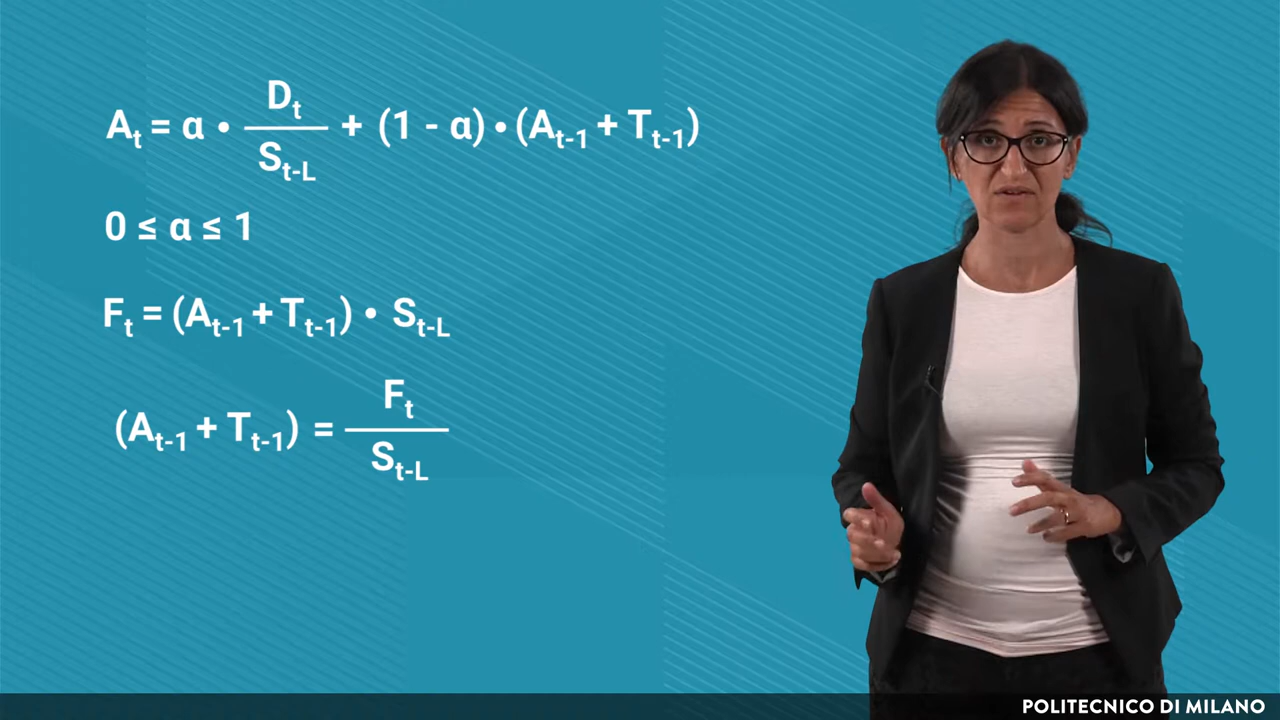 Aₜ = α • Dₜ / Sₜ₋L + (1 - α) • (Aₜ₋₁ + Tₜ₋₁)
0 ≤ α ≤ 1
Fₜ = (Aₜ₋₁ + Tₜ₋₁) • Sₜ₋L
(Aₜ₋₁ + Tₜ₋₁) = Fₜ / Sₜ₋L
POLITECNICO DI MILANO